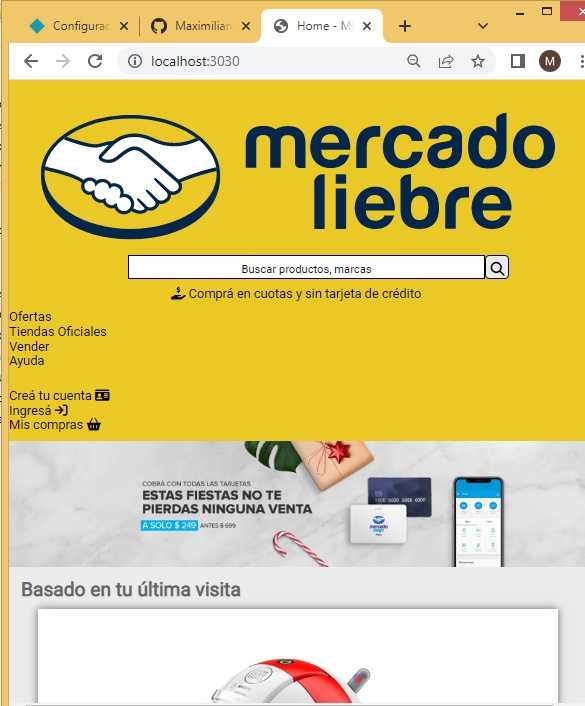 Configurac
Maximilian
Home - M
localhost:3030
M
mercado
liebre
Buscar productos, marcas
Comprá en cuotas y sin tarjeta de crédito
Ofertas
Tiendas Oficiales
Vender
Ayuda
Creá tu cuenta
Ingresá
Mis compras
COBRÁ CON TODAS LAS TARJETAS
ESTAS FIESTAS NO TE
PIERDAS NINGUNA VENTA
A SOLO $ 249 ANTES $ 599
mercado
pago
Basado en tu última visita